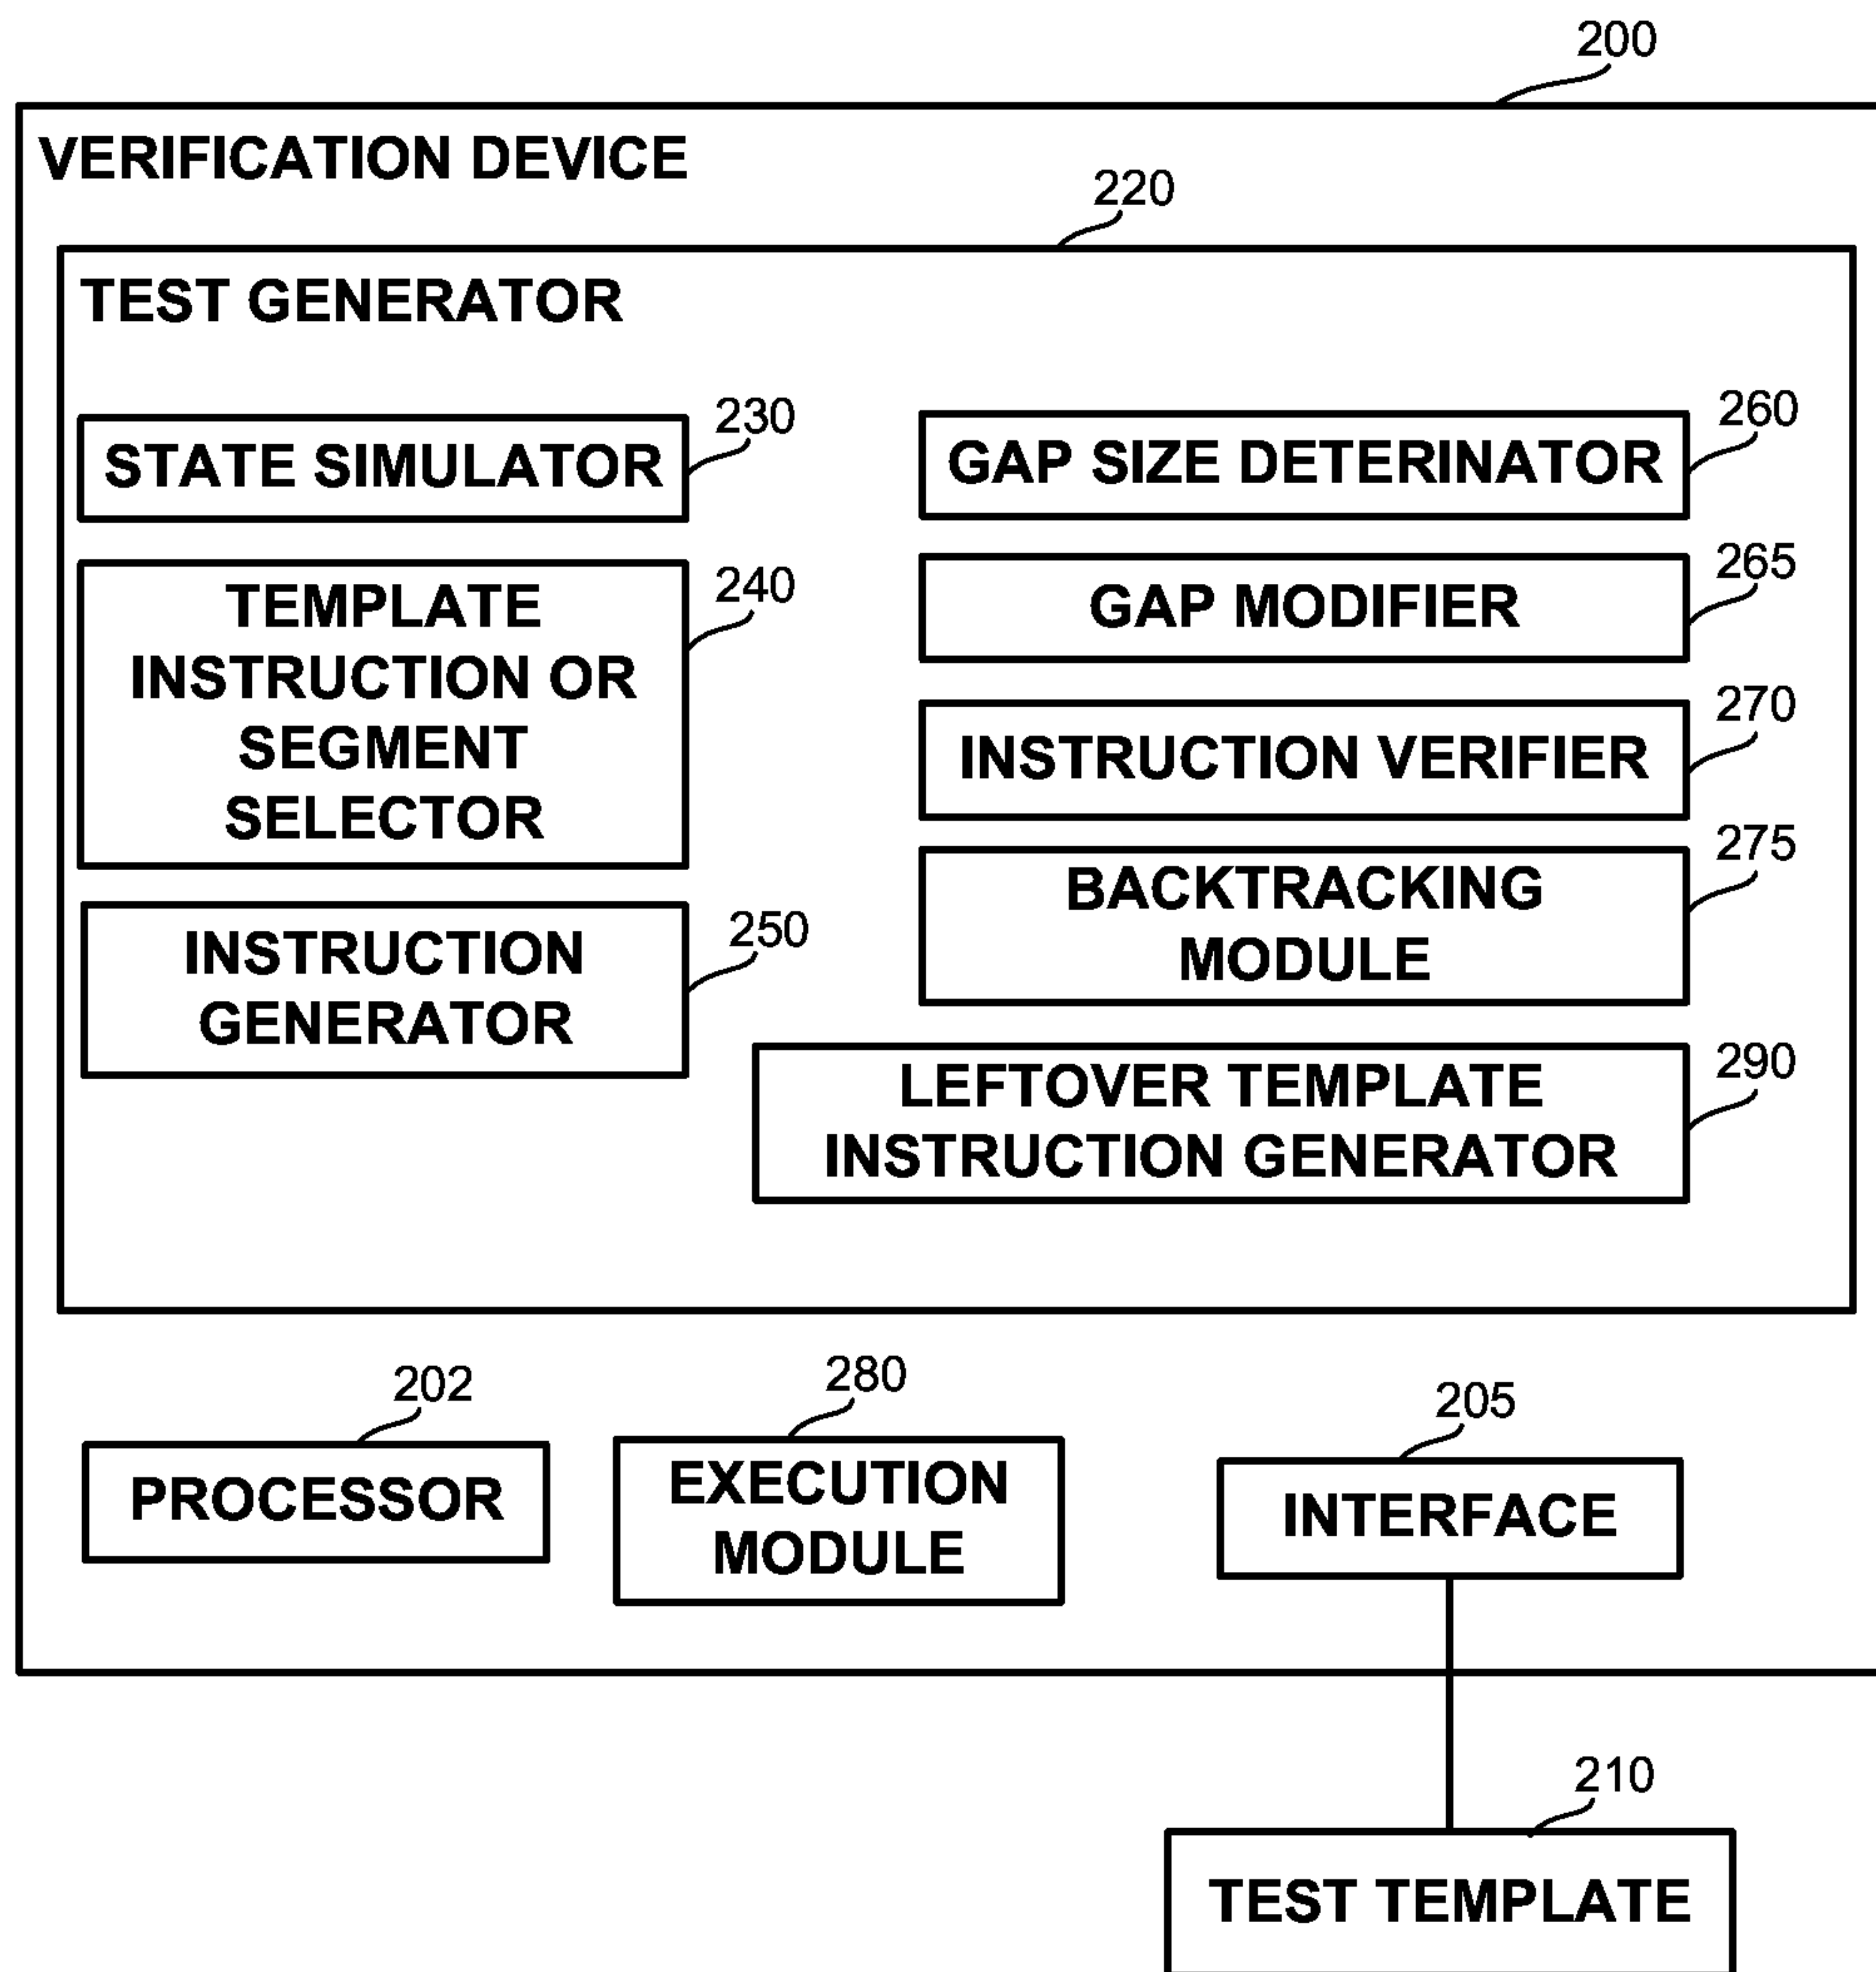 200
VERIFICATION DEVICE
220
TEST GENERATOR
230
STATE SIMULATOR
260
GAP SIZE DETERINATOR
240
TEMPLATE
INSTRUCTION OR
SEGMENT
SELECTOR
265
GAP MODIFIER
270
INSTRUCTION VERIFIER
250
INSTRUCTION
GENERATOR
275
BACKTRACKING
MODULE
290
LEFTOVER TEMPLATE
INSTRUCTION GENERATOR
202
PROCESSOR
280
EXECUTION
MODULE
205
INTERFACE
210
TEST TEMPLATE